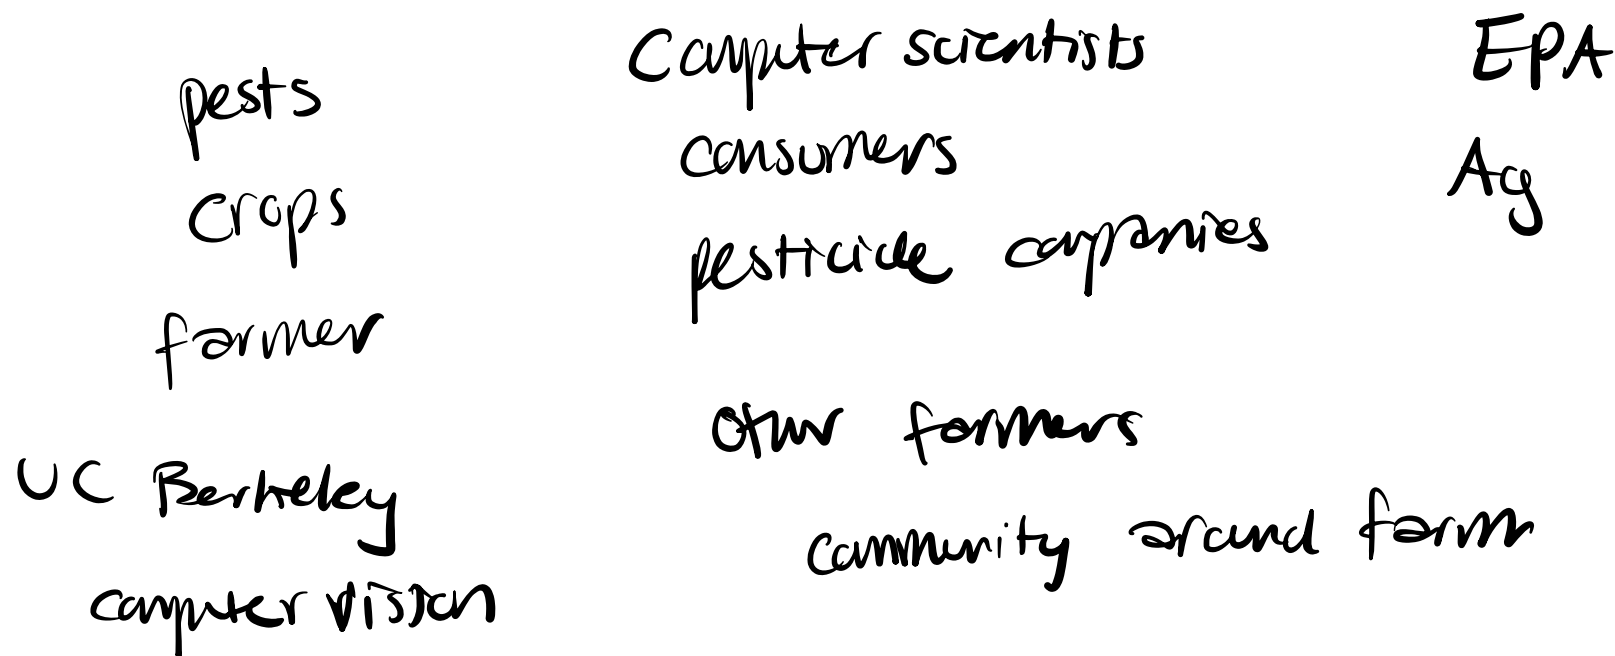 pests
crops
farmer
UC Berkeley
computer vision
Computer scientists
consumers
pesticide companies
other farmers
community around farm
EPA
Ag